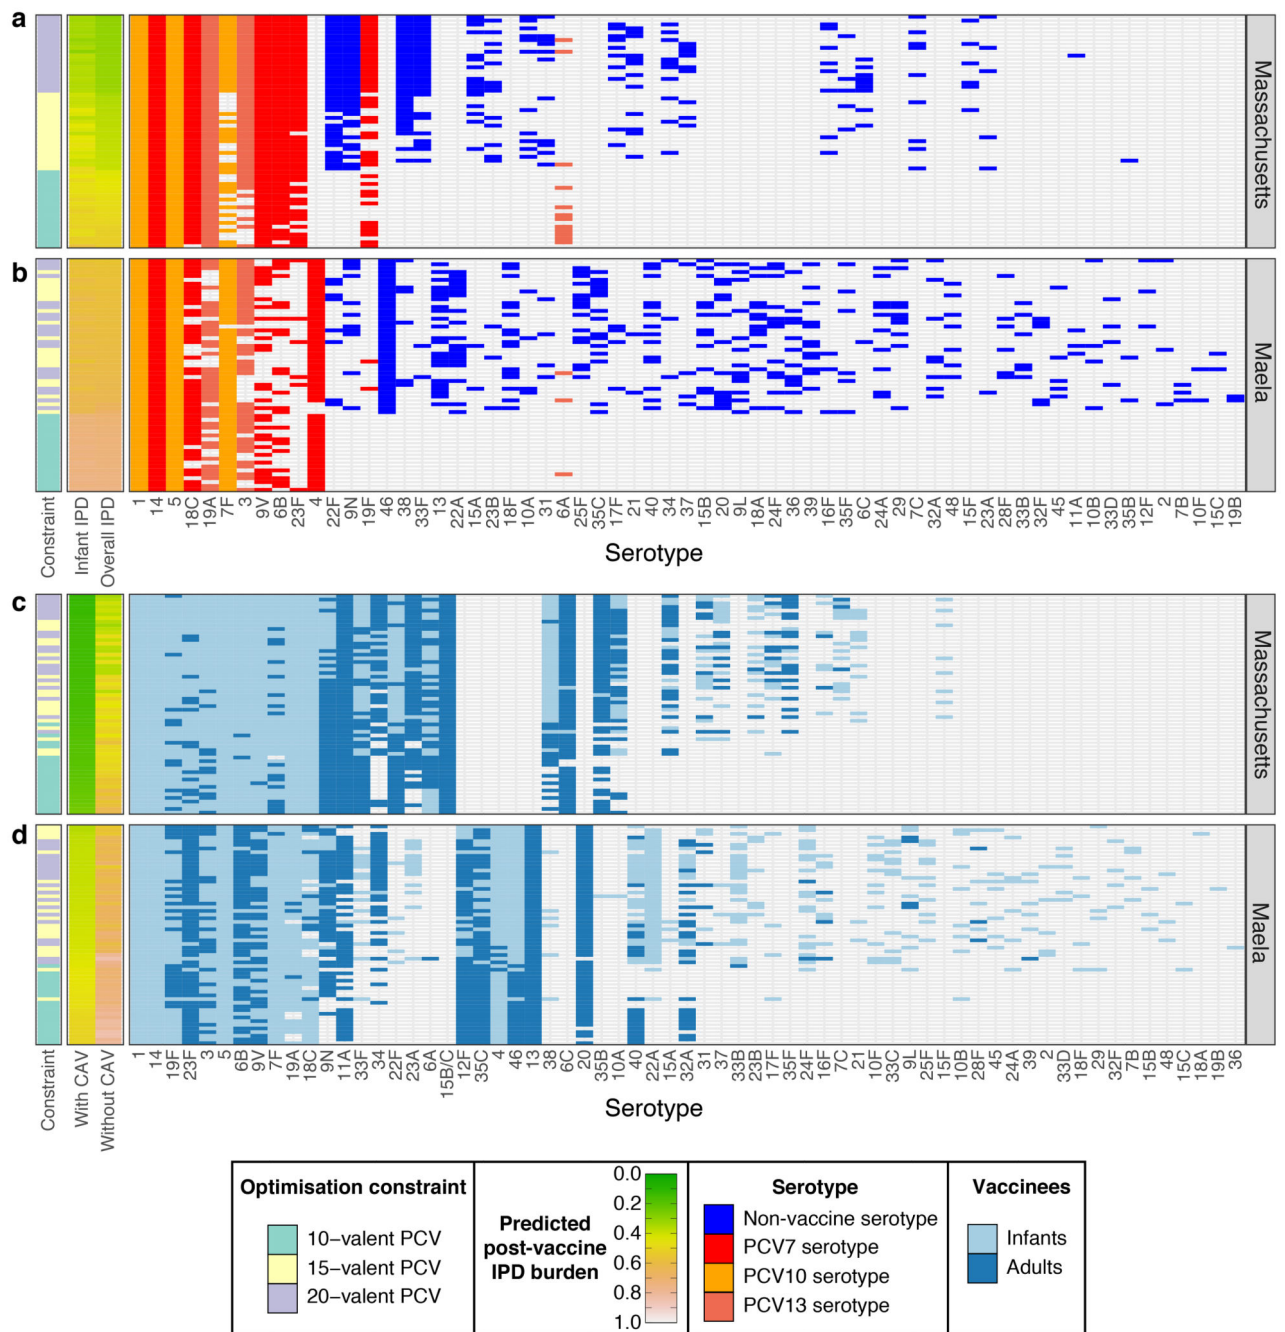 a
Massachusetts
b
Maela
1 14 5 18C 19A 7F 3 9V 6B 23F 4 22F 9N 19F 46 38 33F 13 22A 15A 23B 18F 10A 31 6A 25F 35C 17F 21 40 34 37 15B 20 9L 18A 24F 36 39 16F 35F 6C 24A 29 7C 32A 48 15F 23A 28F 33B 32F 45 11A 10B 33D 35B 12F 2 7B 10F 15C 19B
Constraint
Infant IPD
Overall IPD
Serotype
c
Massachusetts
d
Maela
1 14 19F 23F 3 5 6B 9V 7F 19A 18C 9N 11A 33F 34 22F 23A 6A 15B/C 12F 35C 4 46 13 38 6C 20 35B 10A 40 22A 15A 32A 31 37 33B 23B 17F 35F 24F 16F 7C 21 10F 33C 9L 25F 15F 10B 28F 45 24A 39 2 33D 18F 29 32F 7B 15B 48 15C 18A 19B 36
Constraint
With CAV
Without CAV
Serotype
Optimisation constraint
10−valent PCV
15−valent PCV
20−valent PCV
Predicted
post−vaccine
IPD burden
0.0
0.2
0.4
0.6
0.8
1.0
Serotype
Non−vaccine serotype
PCV7 serotype
PCV10 serotype
PCV13 serotype
Vaccinees
Infants
Adults